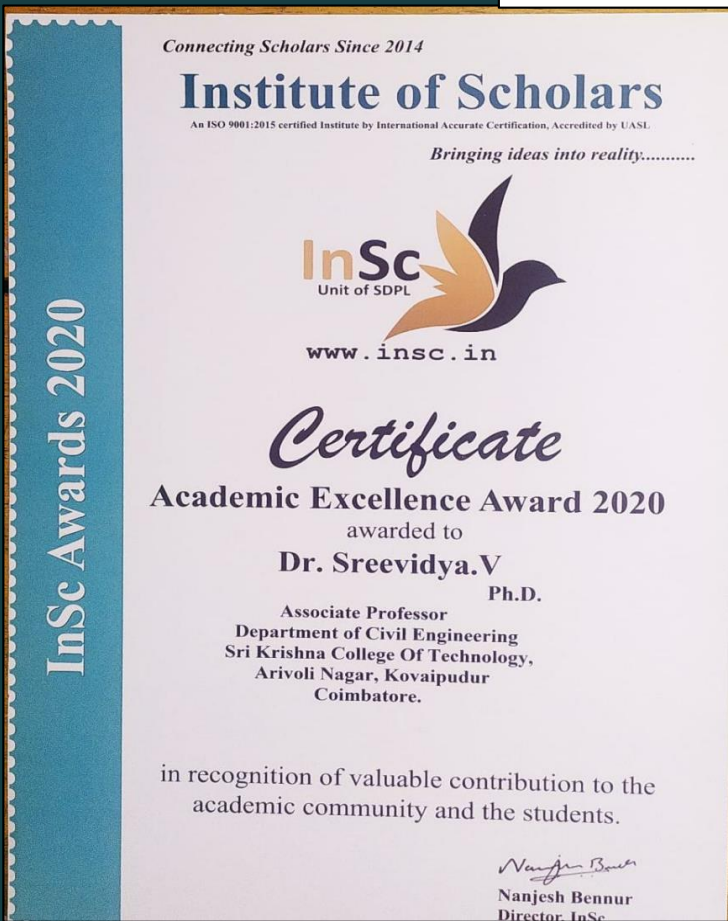 Connecting Scholars Since 2014
Institute of Scholars
An ISO 9001:2015 certified Institute by International Accurate Certification, Accredited by UASL
Bringing ideas into reality...........
InSc
Unit of SDPL
www.insc.in
InSc Awards 2020
Certificate
Academic Excellence Award 2020
awarded to
Dr. Sreevidya.V
Ph.D.
Associate Professor
Department of Civil Engineering
Sri Krishna College Of Technology,
Arivoli Nagar, Kovaipudur
Coimbatore.
in recognition of valuable contribution to the
academic community and the students.
Nanjesh Bennur
Director, InSc